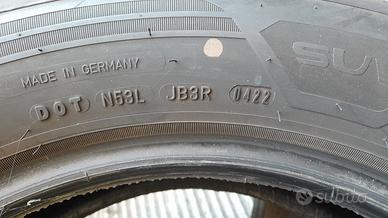 MADE IN GERMANY
DOT N53L JB3R 0422
SU
subito